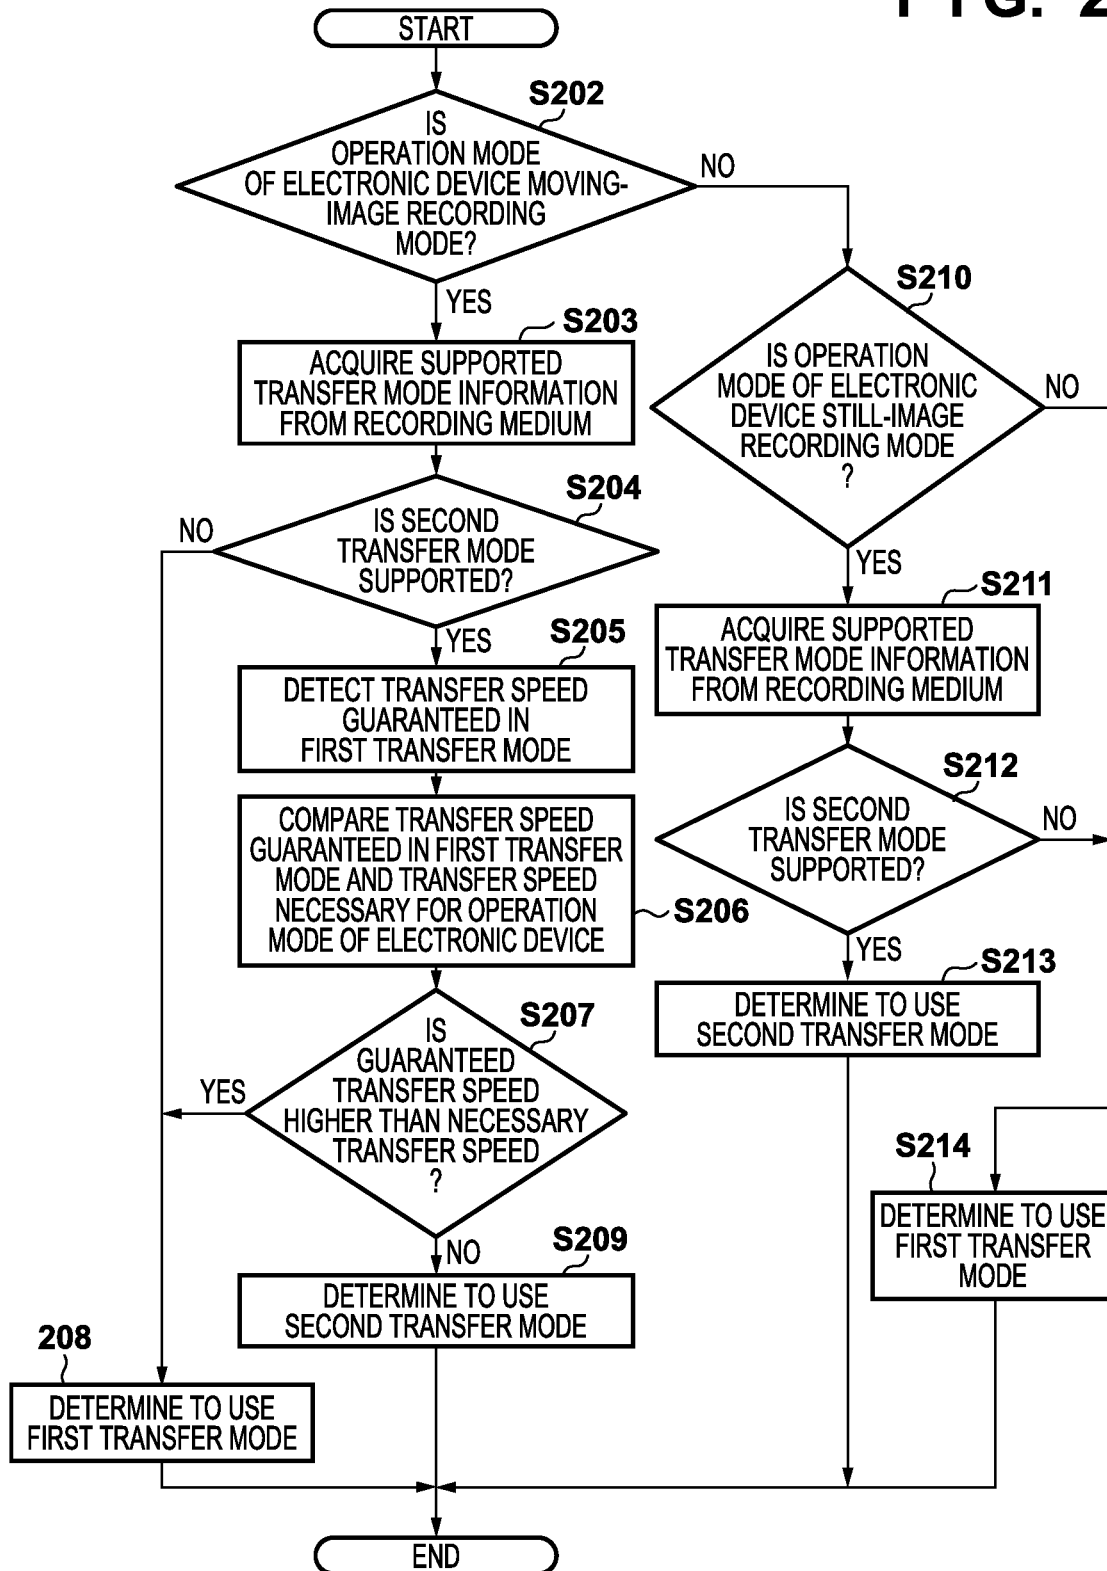 FIG. 2
START
S202
IS
OPERATION MODE
OF ELECTRONIC DEVICE MOVING-
IMAGE RECORDING
MODE?
NO
YES
S203
ACQUIRE SUPPORTED
TRANSFER MODE INFORMATION
FROM RECORDING MEDIUM
S204
IS SECOND
TRANSFER MODE
SUPPORTED?
NO
YES
S205
DETECT TRANSFER SPEED
GUARANTEED IN
FIRST TRANSFER MODE
COMPARE TRANSFER SPEED
GUARANTEED IN FIRST TRANSFER
MODE AND TRANSFER SPEED
NECESSARY FOR OPERATION
MODE OF ELECTRONIC DEVICE
S206
S207
IS
GUARANTEED
TRANSFER SPEED
HIGHER THAN NECESSARY
TRANSFER SPEED
?
YES
NO
S209
DETERMINE TO USE
SECOND TRANSFER MODE
208
DETERMINE TO USE
FIRST TRANSFER MODE
S210
IS OPERATION
MODE OF ELECTRONIC
DEVICE STILL-IMAGE
RECORDING MODE
?
NO
YES
S211
ACQUIRE SUPPORTED
TRANSFER MODE INFORMATION
FROM RECORDING MEDIUM
S212
IS SECOND
TRANSFER MODE
SUPPORTED?
NO
YES
S213
DETERMINE TO USE
SECOND TRANSFER MODE
S214
DETERMINE TO USE
FIRST TRANSFER
MODE
END